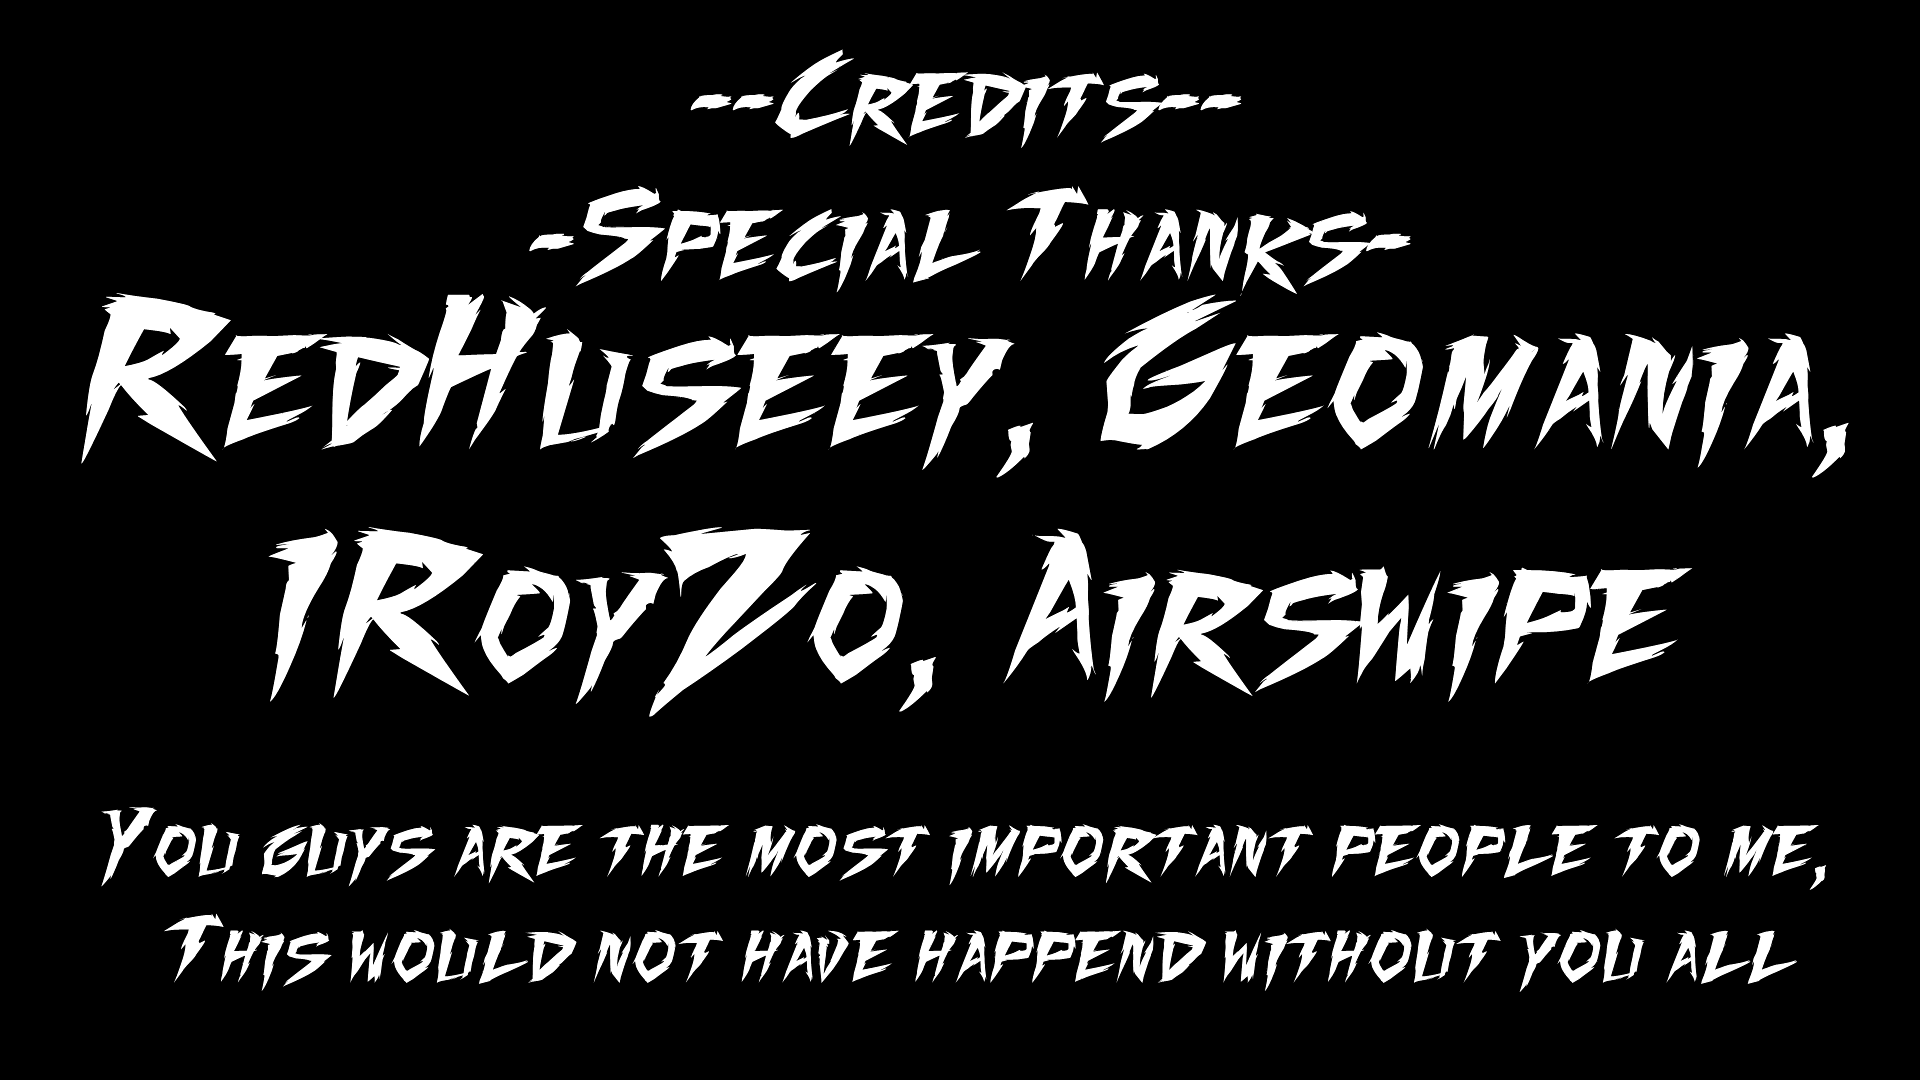 --Credits--
-Special Thanks-
RedHuseey, Geomania,
IRoyZo, Airswipe
You guys are the most important people to me,
This would not have happend without you all